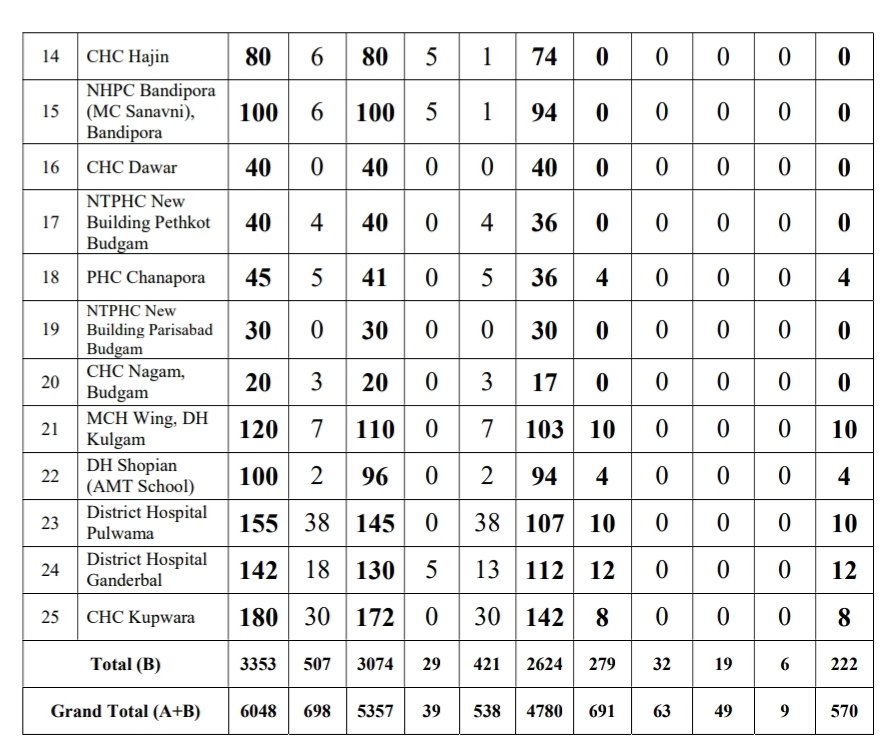 14 CHC Hajin 80 6 80 5 1 74 0 0 0 0 0
NHPC Bandipora
15 (MC Sanavni), 100 6 100 5 1 94 0 0 0 0 0
Bandipora
16 CHC Dawar 40 0 40 0 0 40 0 0 0 0 0
NTPHC New
17 Building Pethkot 40 4 40 0 4 36 0 0 0 0 0
Budgam
18 PHC Chanapora 45 5 41 0 5 36 4 0 0 0 4
NTPHC New
19 Building Parisabad 30 0 30 0 0 30 0 0 0 0 0
Budgam
20 CHC Nagam, 20 3 20 0 3 17 0 0 0 0 0
Budgam
21 MCH Wing, DH 120 7 110 0 7 103 10 0 0 0 10
Kulgam
22 DH Shopian 100 2 96 0 2 94 4 0 0 0 4
(AMT School)
23 District Hospital 155 38 145 0 38 107 10 0 0 0 10
Pulwama
24 District Hospital 142 18 130 5 13 112 12 0 0 0 12
Ganderbal
25 CHC Kupwara 180 30 172 0 30 142 8 0 0 0 8
Total (B) 3353 507 3074 29 421 2624 279 32 19 6 222
Grand Total (A+B) 6048 698 5357 39 538 4780 691 63 49 9 570